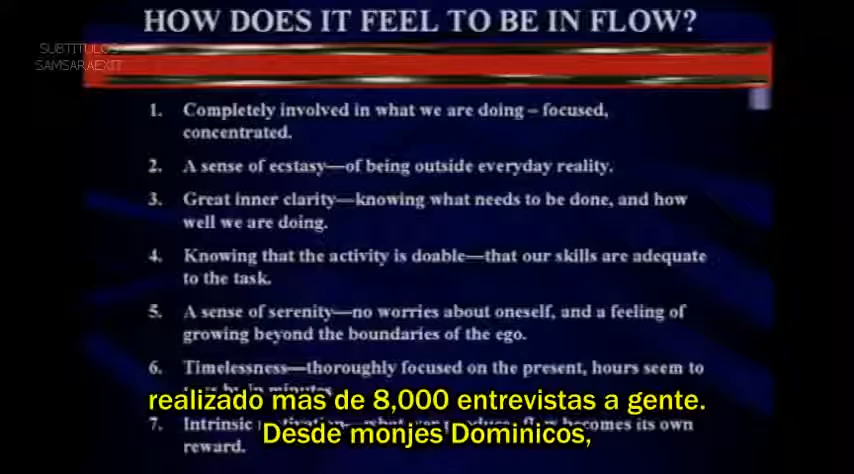 HOW DOES IT FEEL TO BE IN FLOW?
SUBTITULOS
SAMSARAEXIT
1. Completely involved in what we are doing – focused,
concentrated.
2. A sense of ecstasy—of being outside everyday reality.
3. Great inner clarity—knowing what needs to be done, and how
well we are doing.
4. Knowing that the activity is doable—that our skills are adequate
to the task.
5. A sense of serenity—no worries about oneself, and a feeling of
growing beyond the boundaries of the ego.
6. Timelessness—thoroughly focused on the present, hours seem to
minutes
realizado mas de 8,000 entrevistas a gente.
7. Intrinsic becomes its own
reward.
Desde monjes Dominicos,